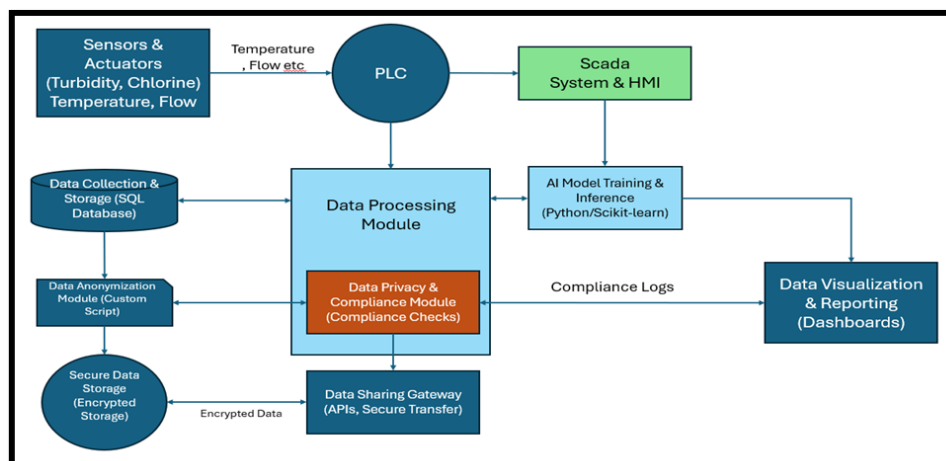 Sensors &
Actuators
(Turbidity, Chlorine)
Temperature, Flow
Temperature
, Flow etc
PLC
Scada
System & HMI
Data Collection &
Storage (SQL
Database)
Data Processing
Module
AI Model Training &
Inference
(Python/Scikit-learn)
Data Anonymization
Module (Custom
Script)
Data Privacy &
Compliance Module
(Compliance Checks)
Compliance Logs
Data Visualization
& Reporting
(Dashboards)
Secure Data
Storage
(Encrypted
Storage)
Encrypted Data
Data Sharing Gateway
(APIs, Secure Transfer)